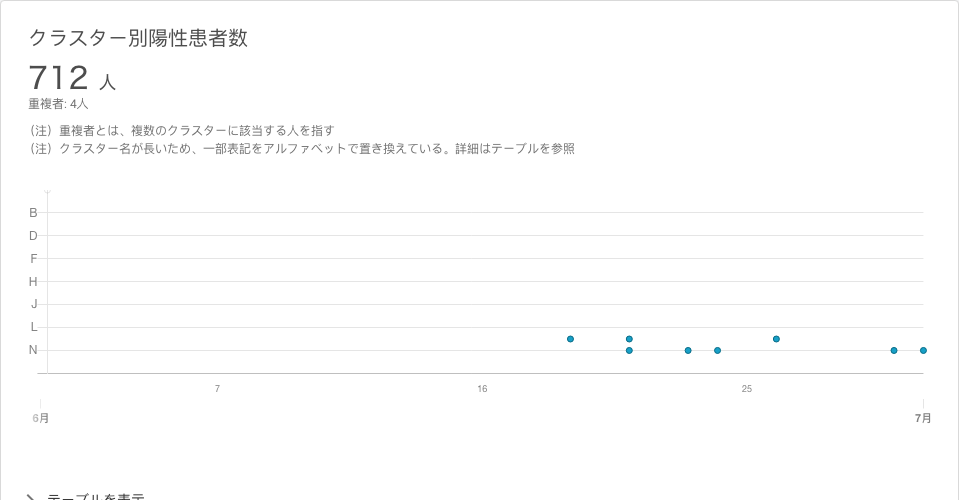 クラスター別陽性患者数
712 人
重複者: 4人
（注）重複者とは、複数のクラスターに該当する人を指す
（注）クラスター名が長いため、一部表記をアルファベットで置き換えている。詳細はテーブルを参照
B
D
F
H
J
L
N
7 16 25
6月 7月
テーブルを表示